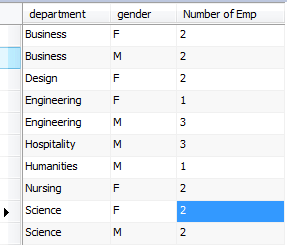 department gender Number of Emp
Business F 2
Business M 2
Design F 2
Engineering F 1
Engineering M 3
Hospitality M 3
Humanities M 1
Nursing F 2
Science F 2
Science M 2